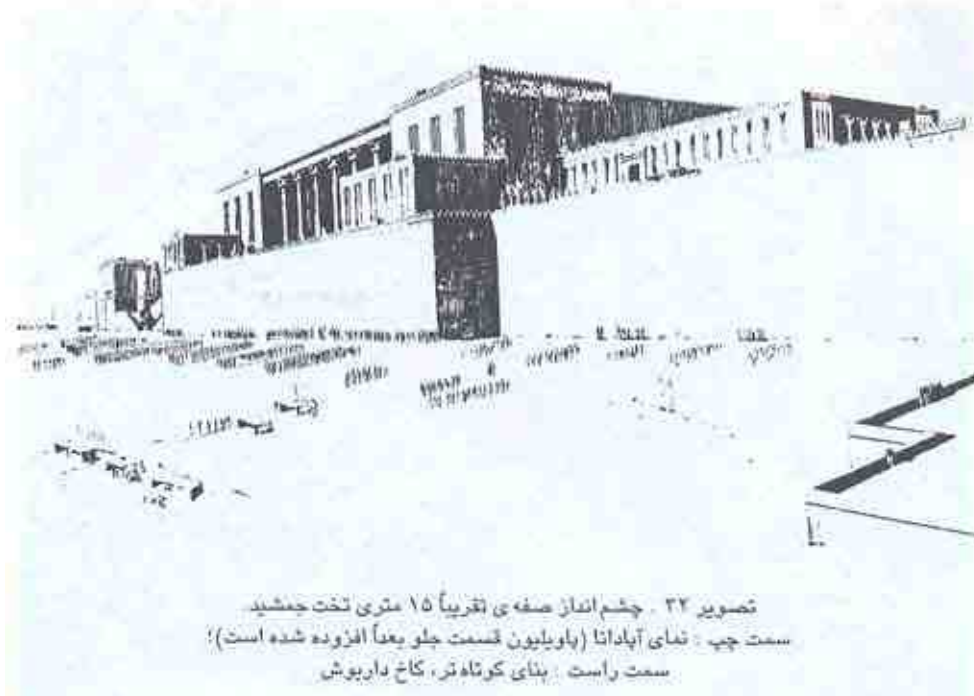 تصویر ۳۲ . چشم‌انداز صفه‌ی تقریباً ۱۵ متری تخت جمشید.
سمت چپ : نمای آپادانا (پاویلیون قسمت جلو بعداً افزوده شده است)؛
سمت راست : بنای کوتاه‌تر، کاخ داریوش